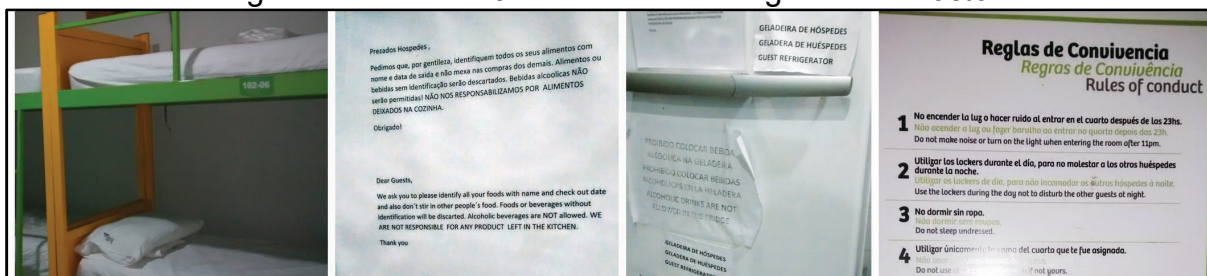 102-06
Prezados Hospedes,
Pedimos que, por gentileza, identifiquem todos os seus alimentos com
nome e data de saida e não mexa nas compras dos demais. Alimentos ou
bebidas sem identificação serão descartados. Bebidas alcoolicas NÃO
serão permitidas! NÃO NOS RESPONSABILIZAMOS POR ALIMENTOS
DEIXADOS NA COZINHA.
Obrigado!
Dear Guests,
We ask you to please identify all your foods with name and check out date
and also don't stir in other people's food. Foods or beverages without
identification will be discarted. Alcoholic beverages are NOT allowed. WE
ARE NOT RESPONSIBLE FOR ANY PRODUCT LEFT IN THE KITCHEN.
Thank you
GELADEIRA DE HÓSPEDES
GELADERA DE HUÉSPEDES
GUEST REFRIGERATOR
PROIBIDO COLOCAR BEBIDA
ALCOÓLICA NA GELADEIRA
PROHIBIDO COLOCAR BEBIDAS
ALCOHOLICAS EN LA HELADERA
ALCOHOLIC DRINKS ARE NOT
ALLOWED IN THE FRIDGE
GELADEIRA DE HÓSPEDES
GELADERA DE HUÉSPEDES
GUEST REFRIGERATOR
Reglas de Convivencia
Regras de Convivência
Rules of conduct
1 No encender la luz o hacer ruido al entrar en el cuarto después de las 23hs.
Não acender a luz ou fazer barulho ao entrar no quarto depois das 23h.
Do not make noise or turn on the light when entering the room after 11pm.
2 Utilizar los lockers durante el día, para no molestar a los otros huéspedes
durante la noche.
Utilizar os lockers de dia, para não incomodar os outros hóspedes à noite.
Use the lockers during the day not to disturb the other guests at night.
3 No dormir sin ropa.
Não dormir sem roupas.
Do not sleep undressed.
4 Utilizar únicamente la cama del cuarto que te fue asignada.
Não usar
Do not use if not yours.